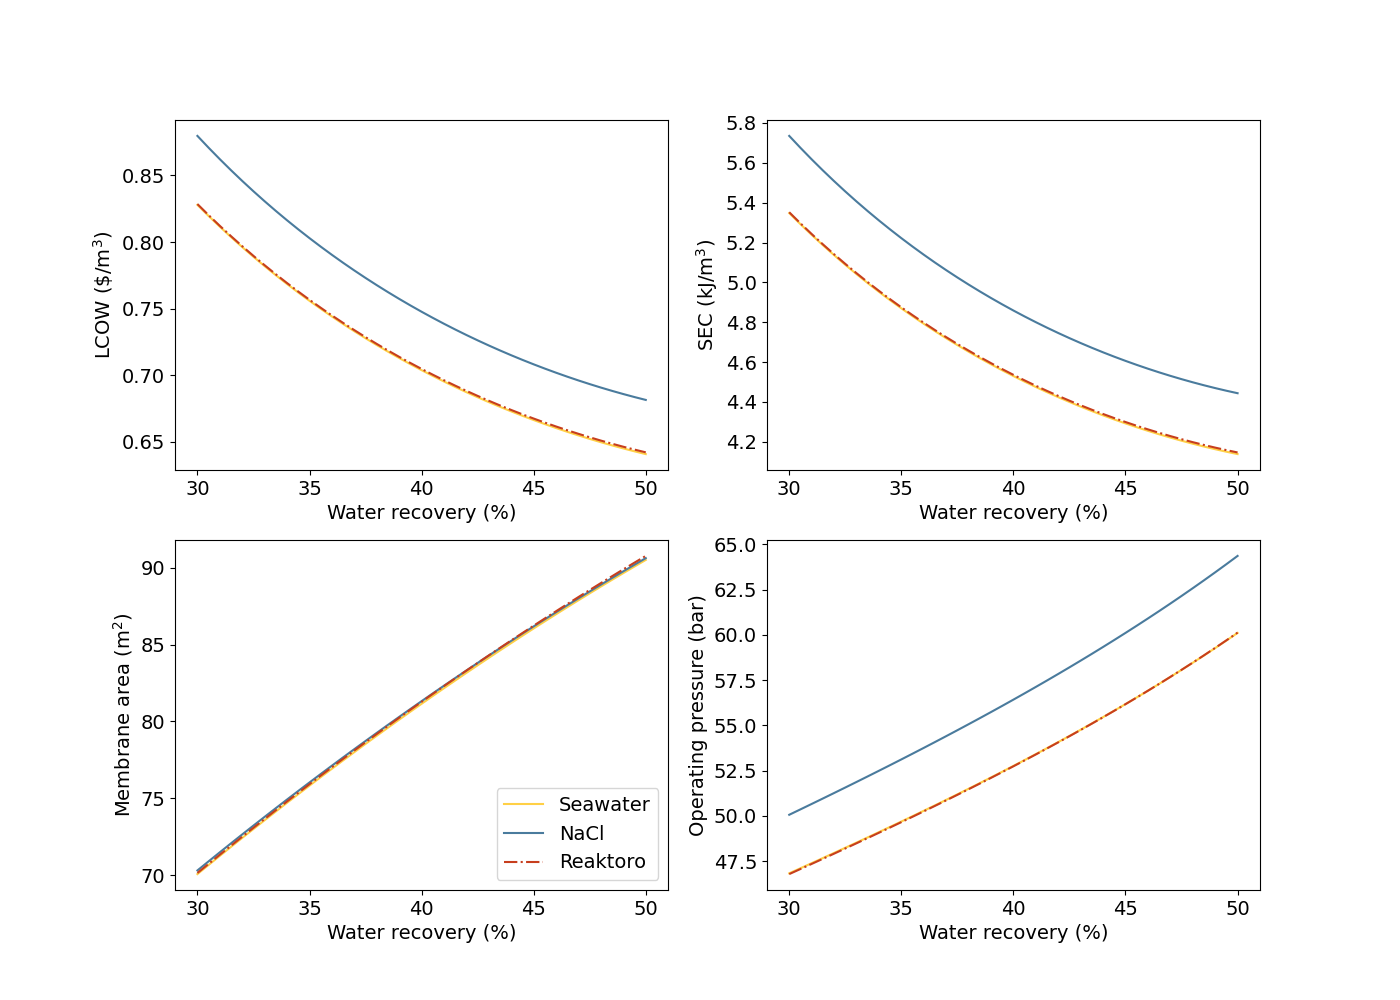 0.85
0.80
0.75
0.70
0.65
LCOW ($/m³)
30 35 40 45 50
Water recovery (%)
5.8
5.6
5.4
5.2
5.0
4.8
4.6
4.4
4.2
SEC (kJ/m³)
30 35 40 45 50
Water recovery (%)
90
85
80
75
70
Membrane area (m²)
Seawater
NaCl
Reaktoro
30 35 40 45 50
Water recovery (%)
65.0
62.5
60.0
57.5
55.0
52.5
50.0
47.5
Operating pressure (bar)
30 35 40 45 50
Water recovery (%)